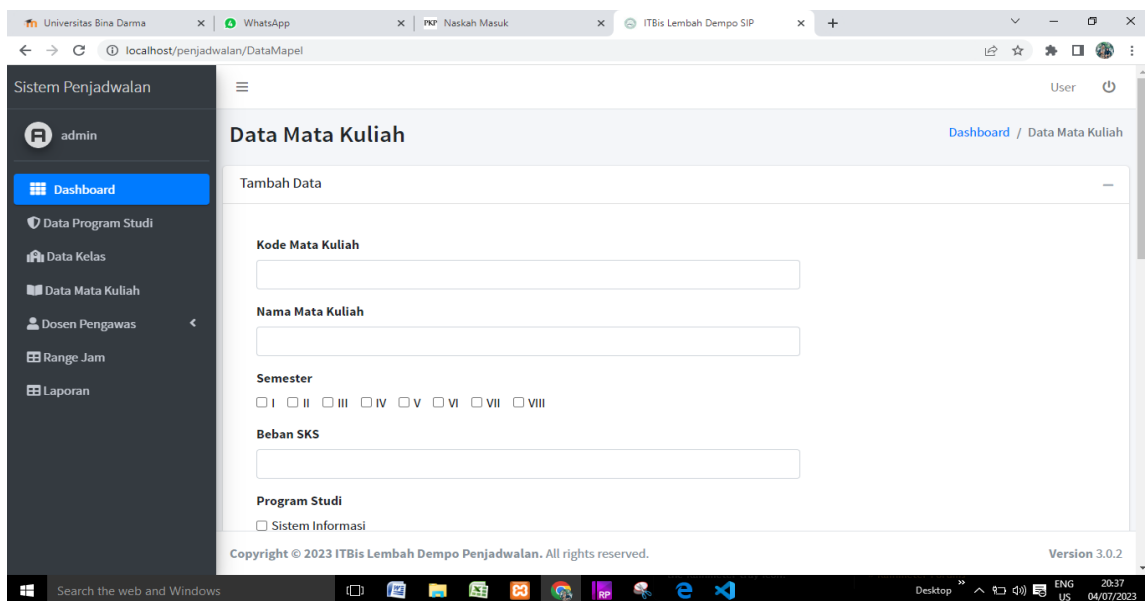 Universitas Bina Darma
WhatsApp
PKP Naskah Masuk
ITBis Lembah Dempo SIP
localhost/penjadwalan/DataMapel
Sistem Penjadwalan
User
admin
Data Mata Kuliah
Dashboard / Data Mata Kuliah
Dashboard
Data Program Studi
Data Kelas
Data Mata Kuliah
Dosen Pengawas
Range Jam
Laporan
Tambah Data
Kode Mata Kuliah
Nama Mata Kuliah
Semester
I II III IV V VI VII VIII
Beban SKS
Program Studi
Sistem Informasi
Copyright © 2023 ITBis Lembah Dempo Penjadwalan. All rights reserved.
Version 3.0.2
Search the web and Windows
RP
Desktop
ENG
US
20:37
04/07/2023